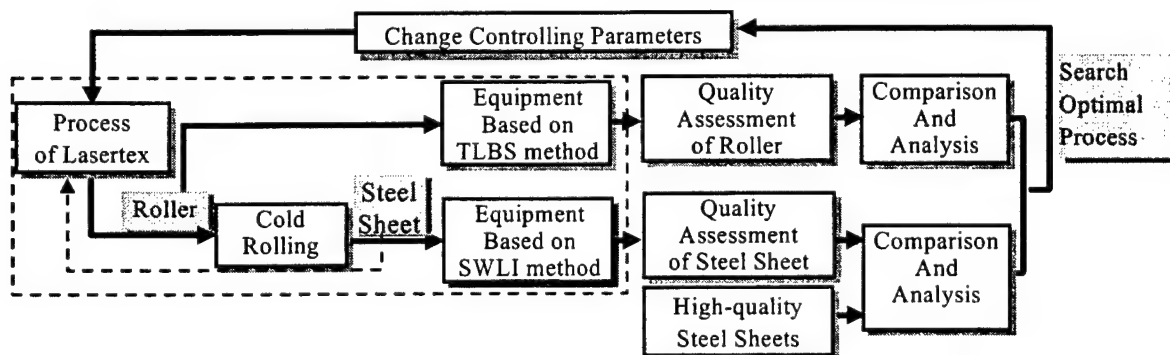 Change Controlling Parameters
Search
Optimal
Process
Process
of Lasertex
Equipment
Based on
TLBS method
Quality
Assessment
of Roller
Comparison
And
Analysis
Roller
Cold
Rolling
Steel
Sheet
Equipment
Based on
SWLI method
Quality
Assessment
of Steel Sheet
Comparison
And
Analysis
High-quality
Steel Sheets